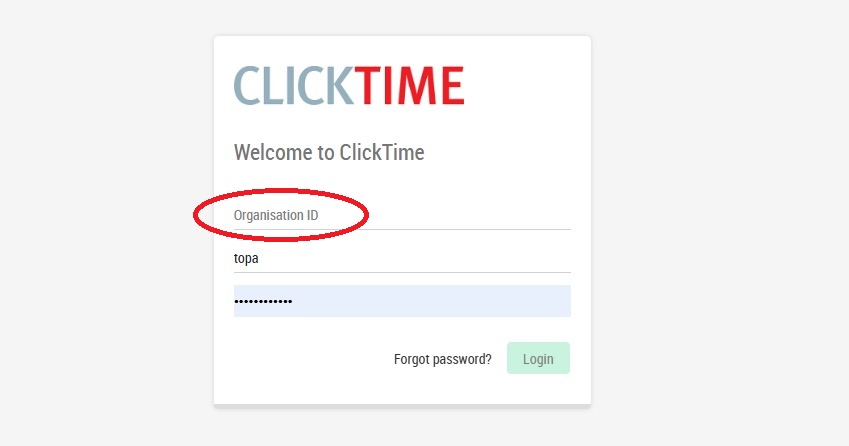 CLICKTIME
Welcome to ClickTime
Organisation ID
topa
••••••••••••
Forgot password? Login